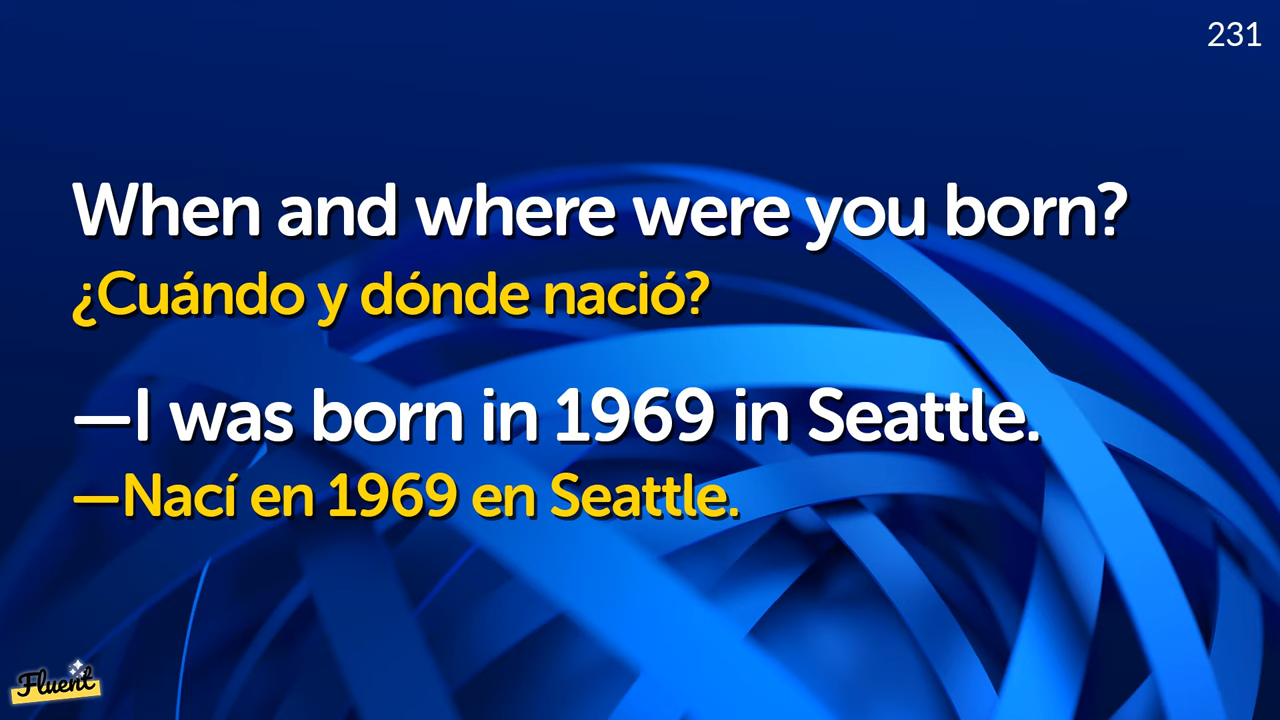 231
When and where were you born?
¿Cuándo y dónde nació?
—I was born in 1969 in Seattle.
—Nací en 1969 en Seattle.
Fluent